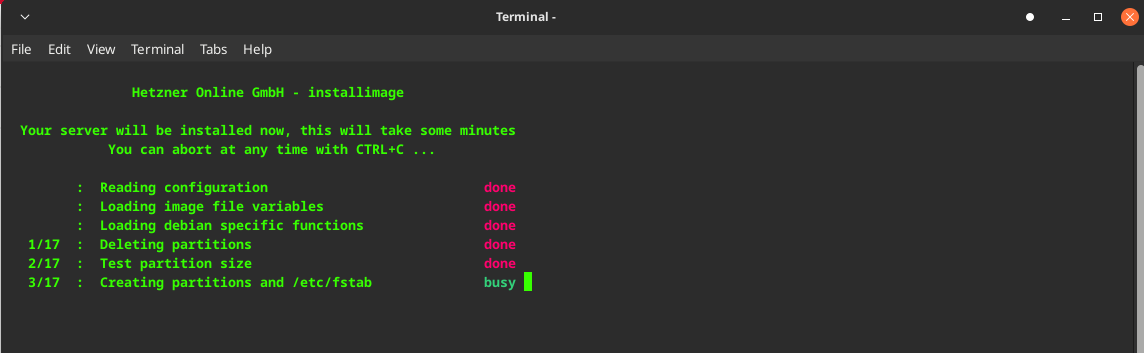 Terminal -
File Edit View Terminal Tabs Help
Hetzner Online GmbH - installimage
Your server will be installed now, this will take some minutes
You can abort at any time with CTRL+C ...
: Reading configuration done
: Loading image file variables done
: Loading debian specific functions done
1/17 : Deleting partitions done
2/17 : Test partition size done
3/17 : Creating partitions and /etc/fstab busy